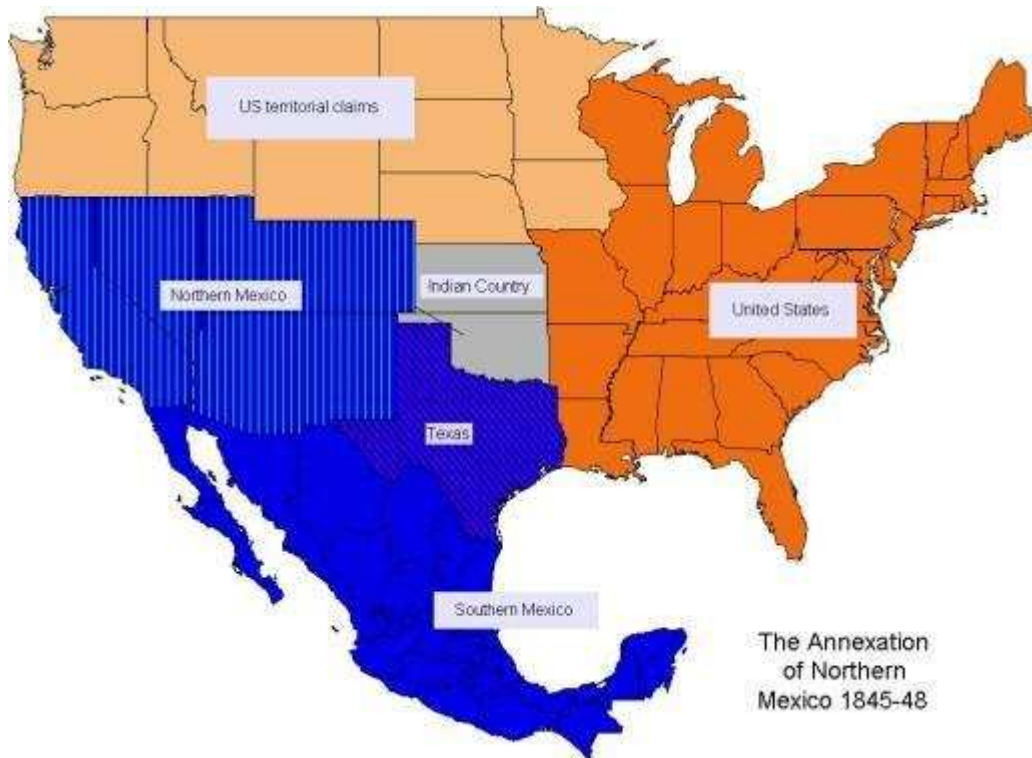 US territorial claims
Northern Mexico
Indian Country
United States
Texas
Southern Mexico
The Annexation
of Northern
Mexico 1845-48